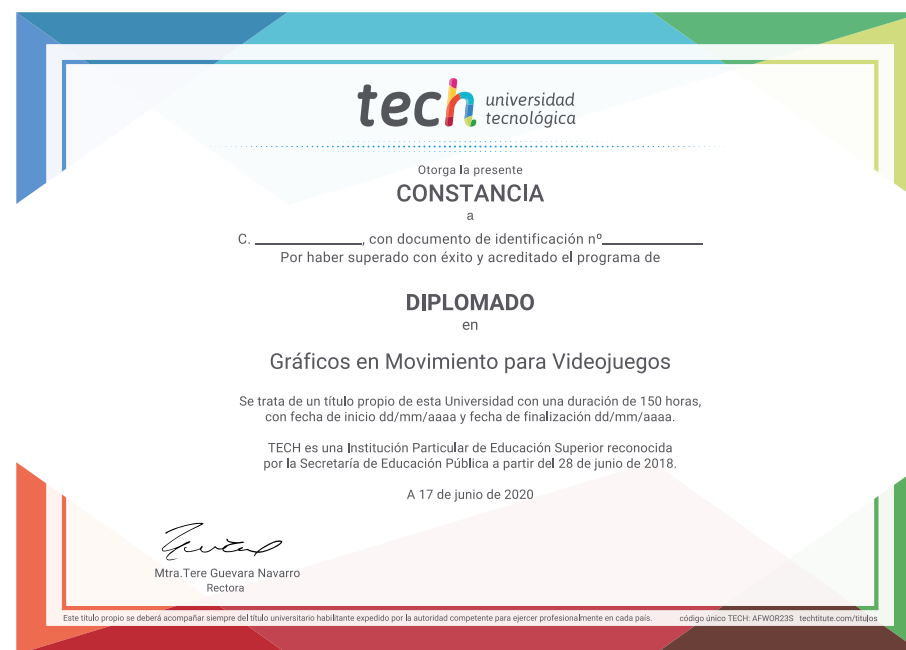 tech universidad
tecnológica
Otorga la presente
CONSTANCIA
a
C. ____________, con documento de identificación nº____________
Por haber superado con éxito y acreditado el programa de
DIPLOMADO
en
Gráficos en Movimiento para Videojuegos
Se trata de un título propio de esta Universidad con una duración de 150 horas,
con fecha de inicio dd/mm/aaaa y fecha de finalización dd/mm/aaaa.
TECH es una Institución Particular de Educación Superior reconocida
por la Secretaría de Educación Pública a partir del 28 de junio de 2018.
A 17 de junio de 2020
Mtra.Tere Guevara Navarro
Rectora
Este título propio se deberá acompañar siempre del título universitario habilitante expedido por la autoridad competente para ejercer profesionalmente en cada país. código único TECH: AFWOR23S techtitute.com/titulos